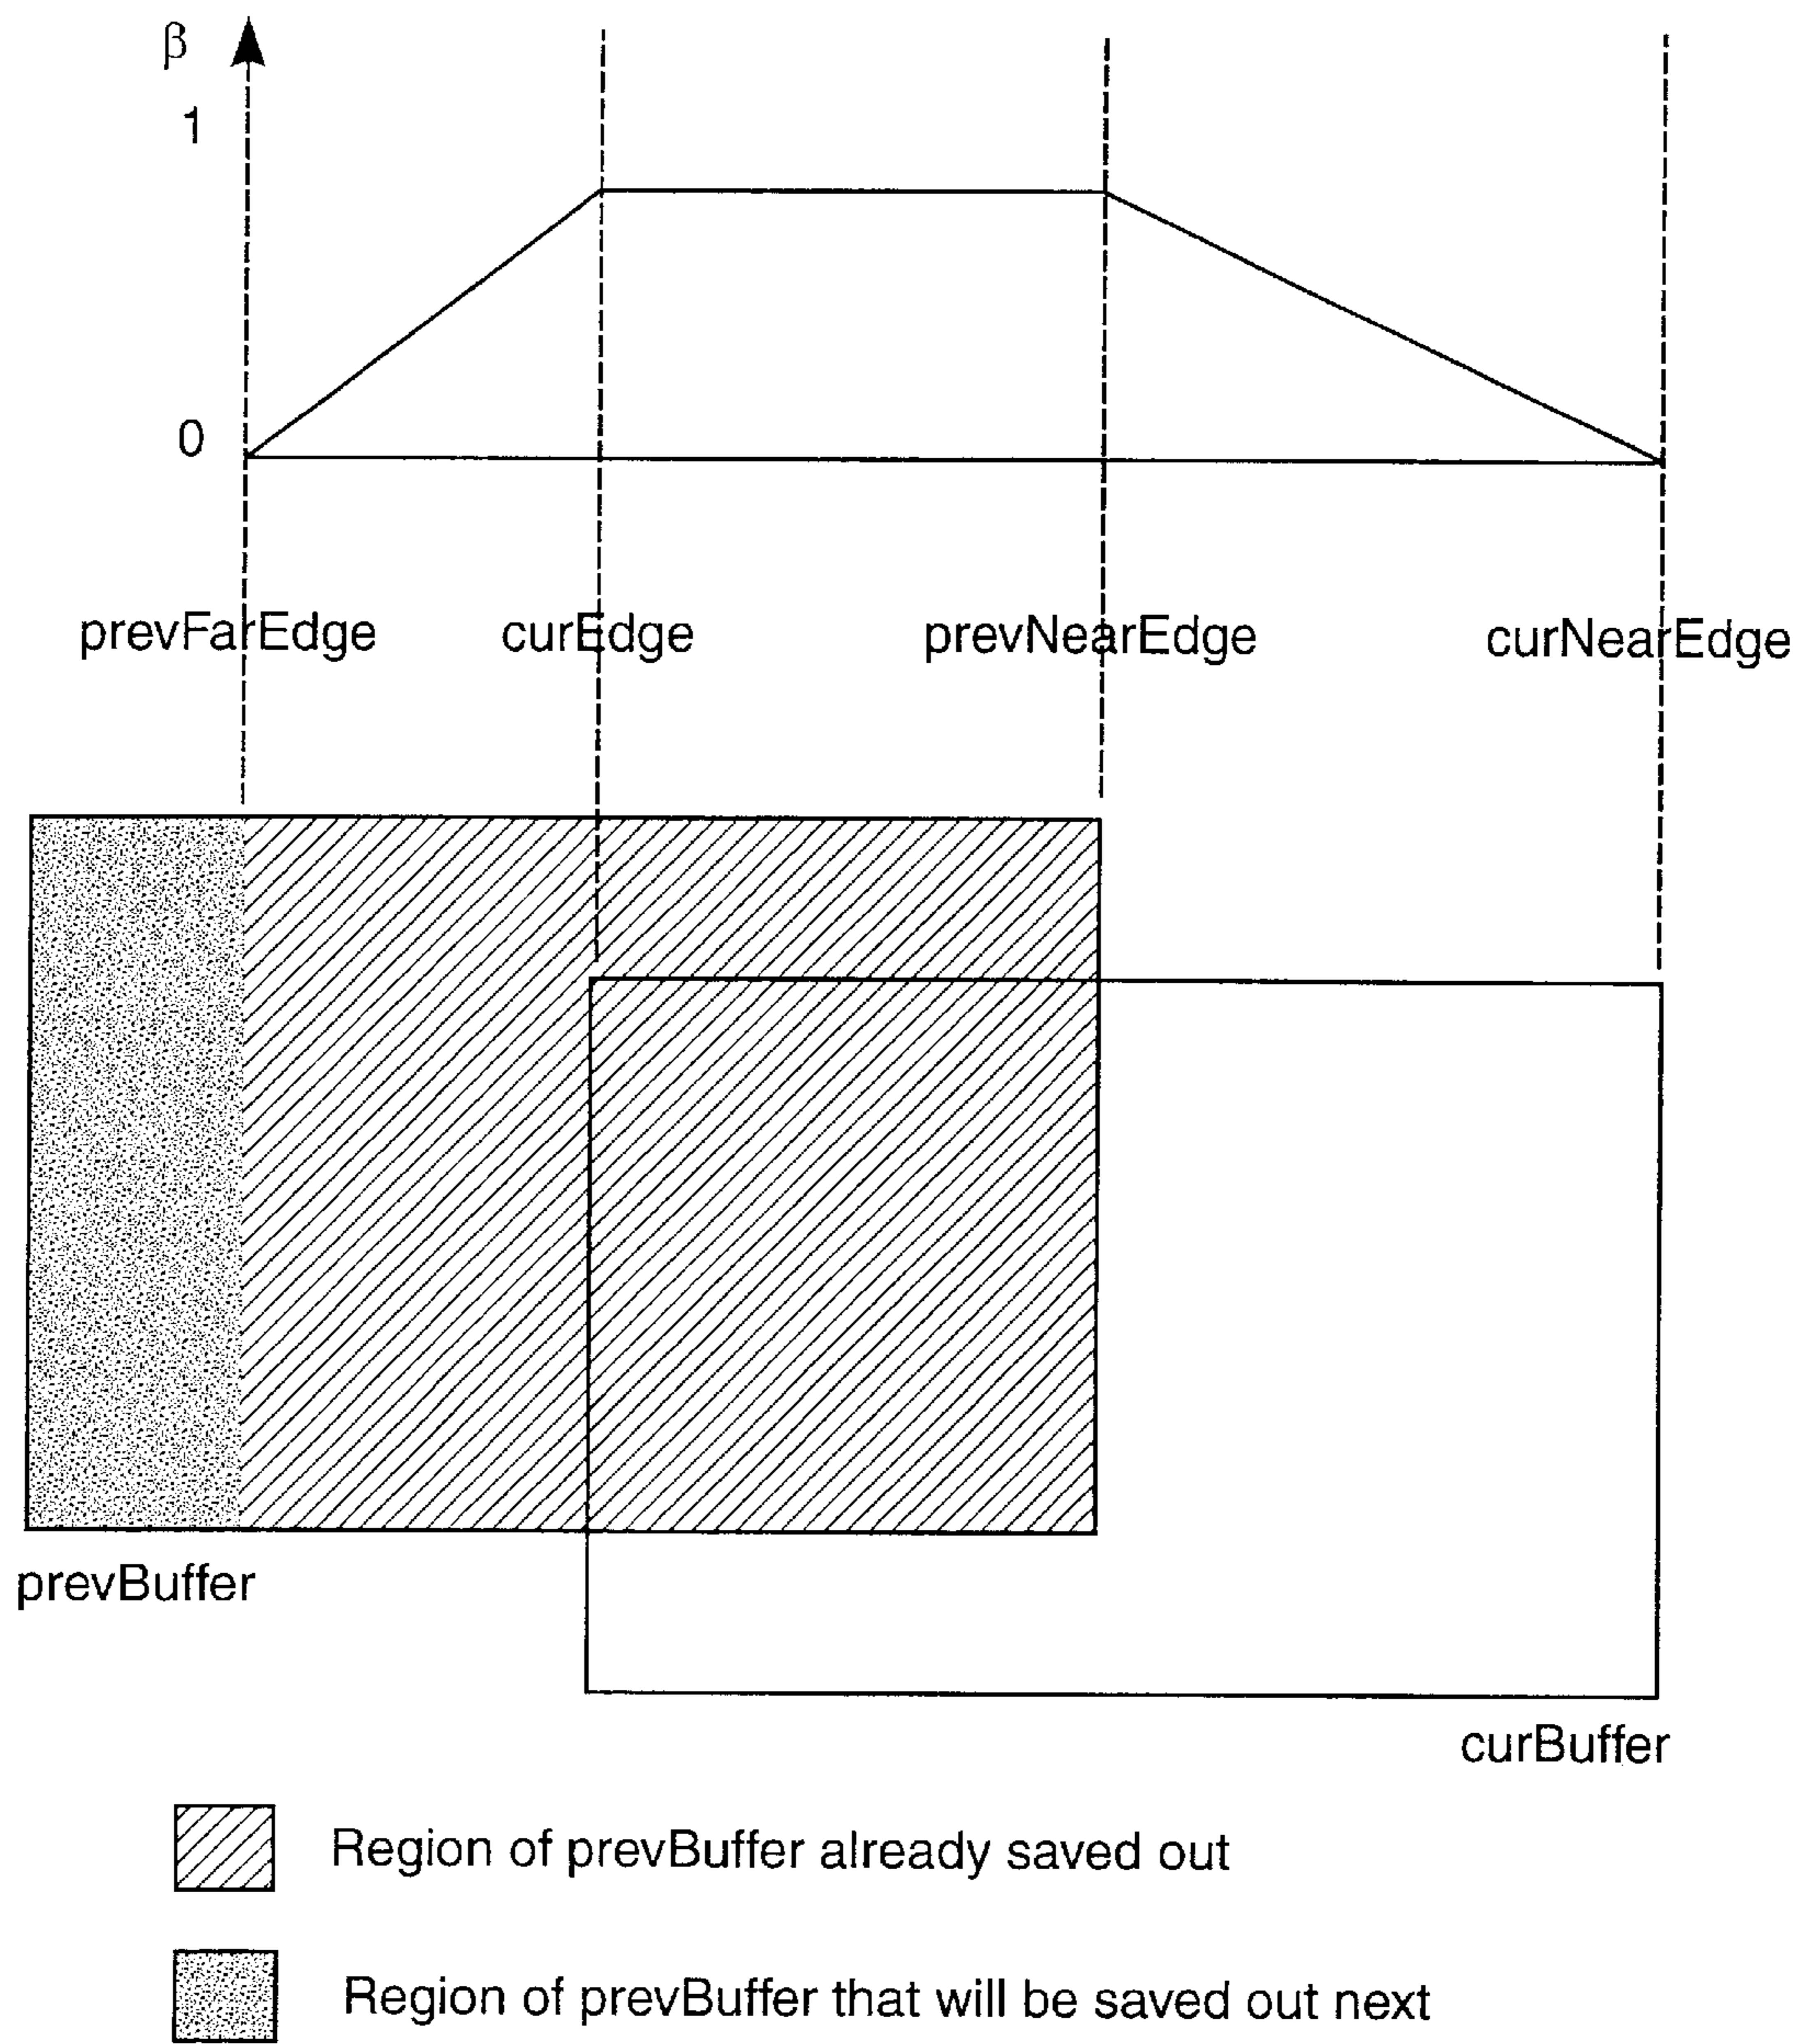 β
1
0
prevFarEdge curEdge prevNearEdge curNearEdge
prevBuffer
curBuffer
Region of prevBuffer already saved out
Region of prevBuffer that will be saved out next